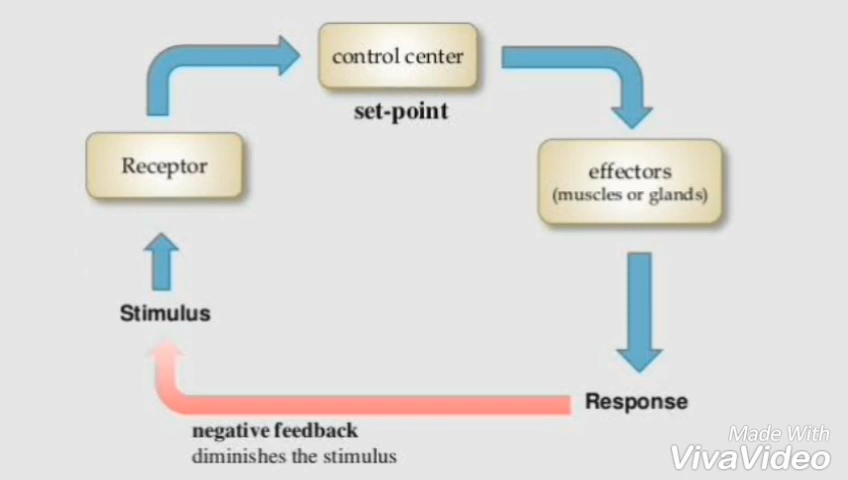 control center
set-point
Receptor
effectors
(muscles or glands)
Stimulus
Response
negative feedback
diminishes the stimulus
Made With
VivaVideo